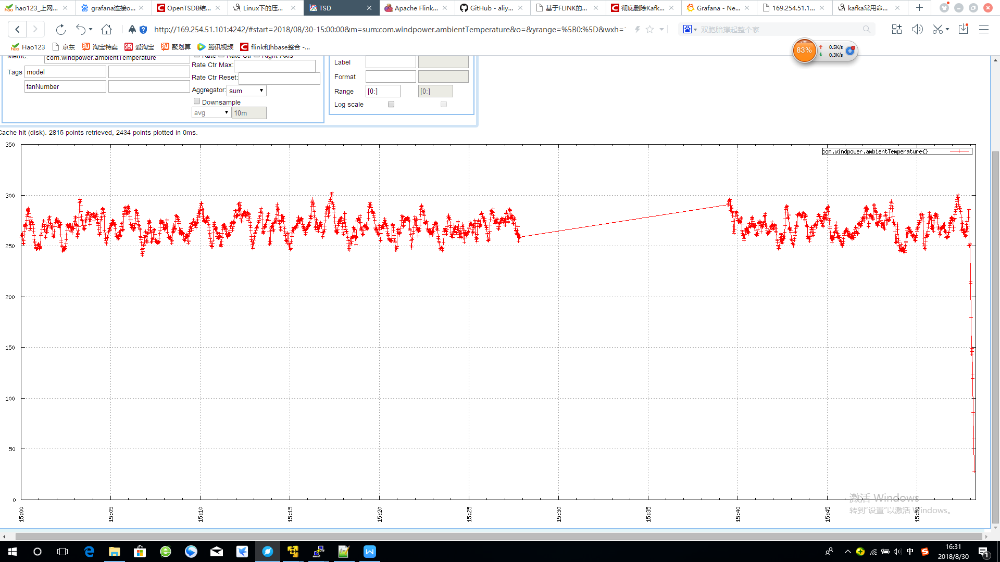 hao123_上网... grafana连接o... OpenTSDB结... Linux下的压... TSD Apache Flink... GitHub - aliy... 基于FLINK的... 彻底删除Kafk... Grafana - Ne... 169.254.51.1... kafka常用命...
http://169.254.51.101:4242/#start=2018/08/30-15:00:00&m=sum:com.windpower.ambientTemperature&o=&yrange=%5B0:%5D&wxh= 双胞胎撑起整个家
Hao123 京东 淘宝特卖 爱淘宝 聚划算 腾讯视频 flink和hbase整合 -...
83% 0.5K/s
0.3K/s
Metric: com.windpower.ambientTemperature Rate Rate Ctr Right Axis
Tags model
fanNumber
Rate Ctr Max:
Rate Ctr Reset:
Aggregator: sum
Downsample
avg 10m
Label
Format
Range [0:] [0:]
Log scale
Cache hit (disk). 2815 points retrieved, 2434 points plotted in 0ms.
com.windpower.ambientTemperature{}
350
300
250
200
150
100
50
0
15:00 15:05 15:10 15:15 15:20 15:25 15:30 15:35 15:40 15:45 15:50
激活 Windows
转到“设置”以激活 Windows。
中 16:31
2018/8/30
1